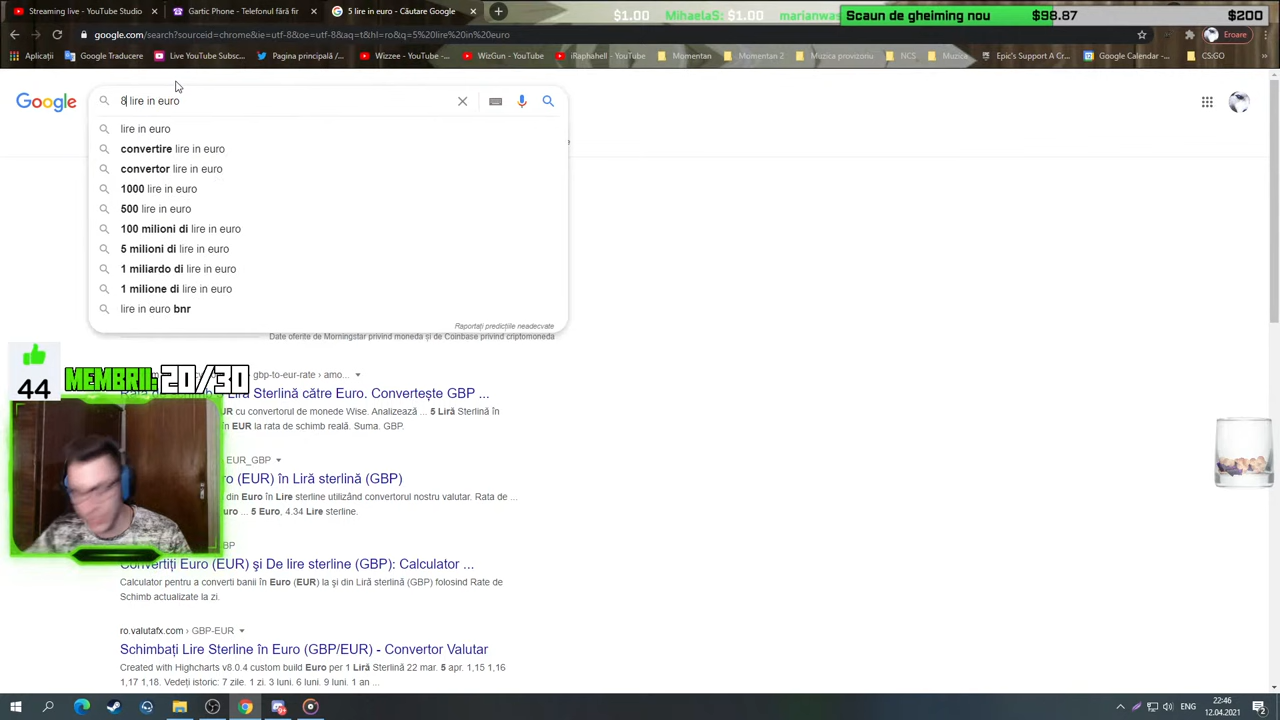 $1.00 MihaelaS: $1.00 marianwas
Scaun de gheiming nou $98.87 $200
Streaming live - YouTube Studio
Gartic Phone - Telefonul fără fir
5 lire in euro - Căutare Google
google.com/search?sourceid=chrome&ie=utf-8&oe=utf-8&aq=t&hl=ro&q=5%20lire%20in%20euro
Eroare
Aplicații
Google Traducere
Live YouTube Subsc...
Pagina principală /...
Wizzee - YouTube -...
WizGun - YouTube
iRaphahell - YouTube
Momentan
Momentan 2
Muzica provizoriu
NCS
Muzica
Epic's Support A Cr...
Google Calendar -...
CS:GO
Google
8 lire in euro
lire in euro
convertire lire in euro
convertor lire in euro
1000 lire in euro
500 lire in euro
100 milioni di lire in euro
5 milioni di lire in euro
1 miliardo di lire in euro
1 milione di lire in euro
lire in euro bnr
Raportați predicțiile neadecvate
Date oferite de Morningstar privind moneda și de Coinbase privind criptomoneda
44
MEMBRII: 20/30
gbp-to-eur-rate › amo...
Liră Sterlină către Euro. Convertește GBP ...
UR cu convertorul de monede Wise. Analizează ... 5 Liră Sterlină în
în EUR la rata de schimb reală. Suma. GBP.
EUR_GBP
o (EUR) în Liră sterlină (GBP)
din Euro în Lire sterline utilizând convertorul nostru valutar. Rata de ...
uro ... 5 Euro, 4.34 Lire sterline.
BP
Convertiți Euro (EUR) şi De lire sterline (GBP): Calculator ...
Calculator pentru a converti banii în Euro (EUR) la şi din Liră sterlină (GBP) folosind Rate de
Schimb actualizate la zi.
ro.valutafx.com › GBP-EUR
Schimbați Lire Sterline în Euro (GBP/EUR) - Convertor Valutar
Created with Highcharts v8.0.4 custom build Euro per 1 Liră Sterlină 22 mar. 5 apr. 1,15 1,16
1,17 1,18. Vedeți istoric: 7 zile. 1 zi. 3 luni. 6 luni. 9 luni. 1 an ...
ENG
22:46
12.04.2021
2